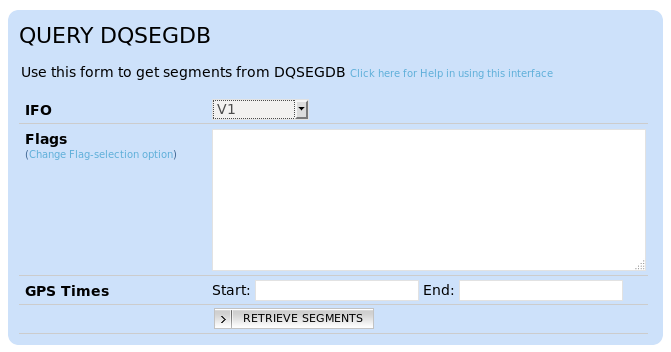 QUERY DQSEGDB
Use this form to get segments from DQSEGDB Click here for Help in using this interface
IFO V1
Flags
(Change Flag-selection option)
GPS Times Start: End:
RETRIEVE SEGMENTS